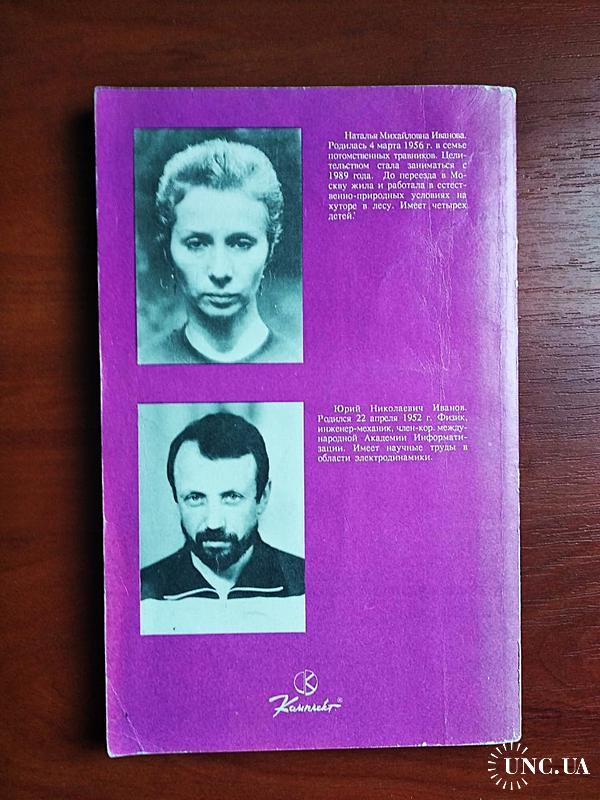 Наталья Михайловна Иванова.
Родилась 4 марта 1956 г. в семье
потомственных травников. Цели-
тельством стала заниматься с
1989 года. До переезда в Мо-
скву жила и работала в естест-
венно-природных условиях на
хуторе в лесу. Имеет четырех
детей.
Юрий Николаевич Иванов.
Родился 22 апреля 1952 г. Физик,
инженер-механик, член-кор. между-
народной Академии Информати-
зации. Имеет научные труды в
области электродинамики.
Комплект®
UNC.UA